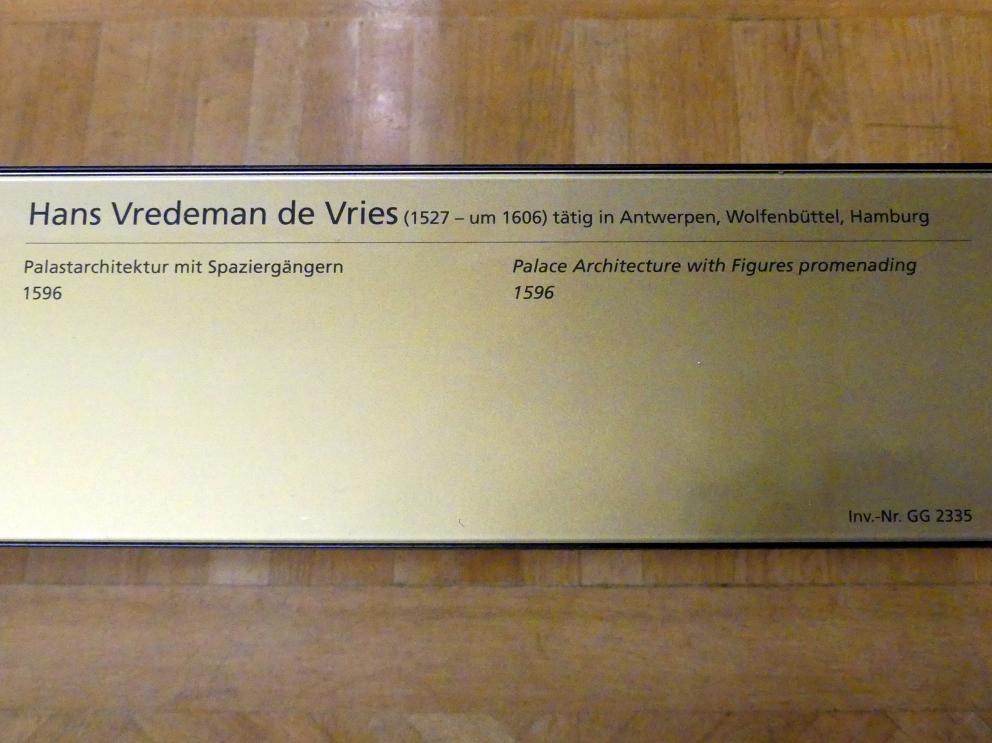 Hans Vredeman de Vries (1527 – um 1606) tätig in Antwerpen, Wolfenbüttel, Hamburg
Palastarchitektur mit Spaziergängern
1596
Palace Architecture with Figures promenading
1596
Inv.-Nr. GG 2335